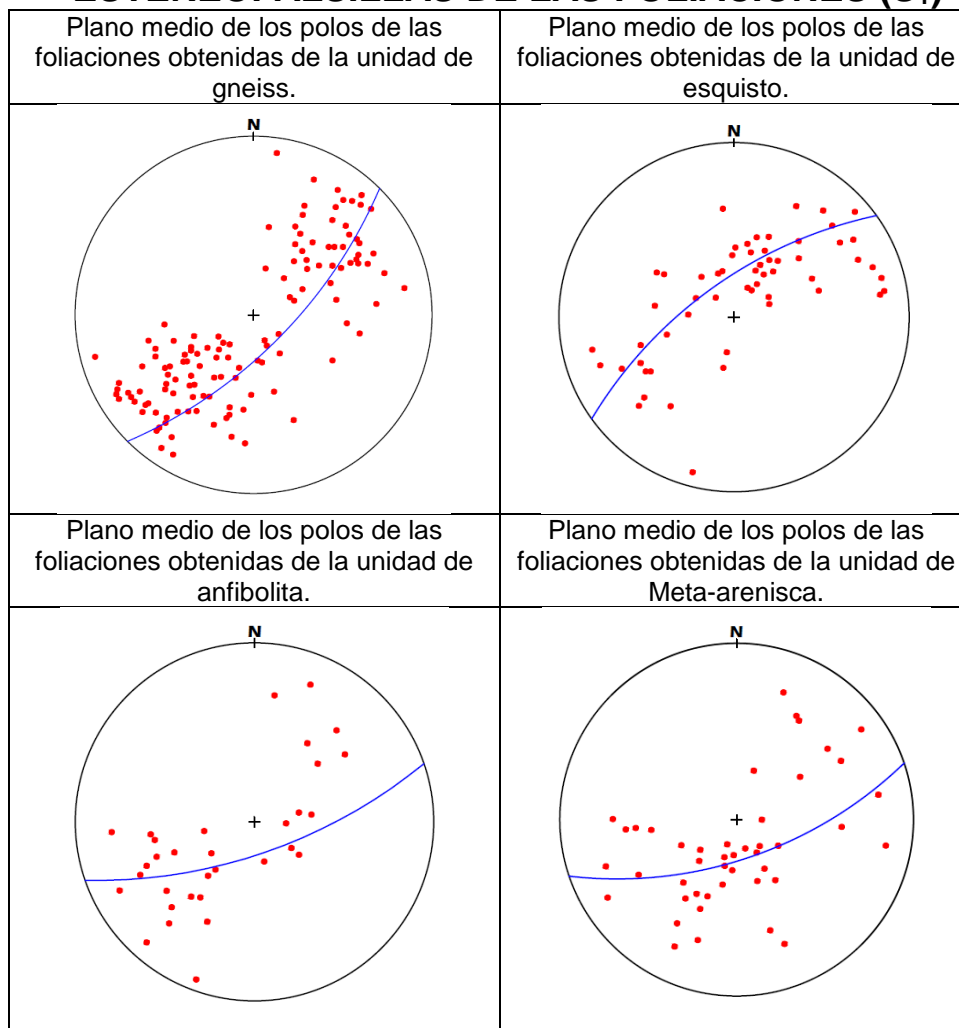 Plano medio de los polos de las
foliaciones obtenidas de la unidad de
gneiss.
Plano medio de los polos de las
foliaciones obtenidas de la unidad de
esquisto.
N
N
Plano medio de los polos de las
foliaciones obtenidas de la unidad de
anfibolita.
Plano medio de los polos de las
foliaciones obtenidas de la unidad de
Meta-arenisca.
N
N